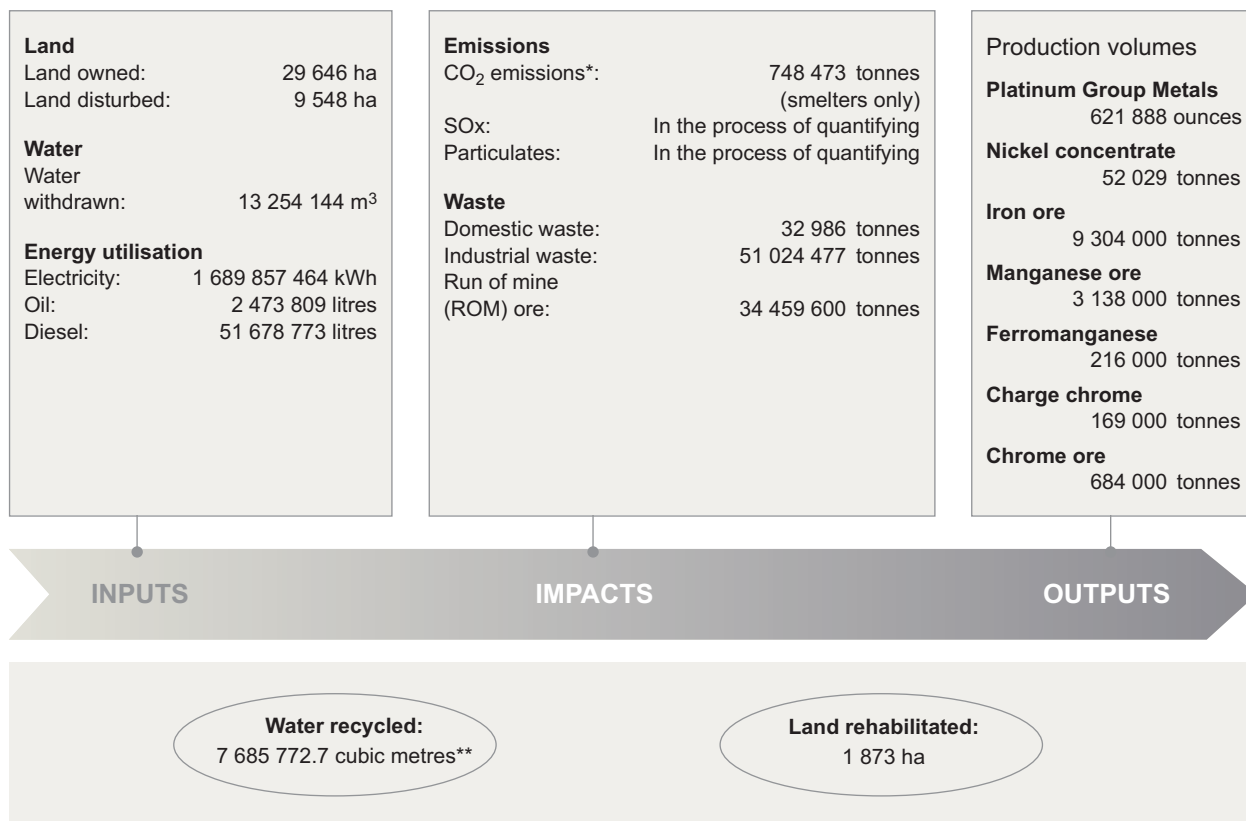 Land
Land owned: 29 646 ha
Land disturbed: 9 548 ha
Water
Water
withdrawn: 13 254 144 m³
Energy utilisation
Electricity: 1 689 857 464 kWh
Oil: 2 473 809 litres
Diesel: 51 678 773 litres
Emissions
CO₂ emissions*: 748 473 tonnes
(smelters only)
SOx: In the process of quantifying
Particulates: In the process of quantifying
Waste
Domestic waste: 32 986 tonnes
Industrial waste: 51 024 477 tonnes
Run of mine
(ROM) ore: 34 459 600 tonnes
Production volumes
Platinum Group Metals
621 888 ounces
Nickel concentrate
52 029 tonnes
Iron ore
9 304 000 tonnes
Manganese ore
3 138 000 tonnes
Ferromanganese
216 000 tonnes
Charge chrome
169 000 tonnes
Chrome ore
684 000 tonnes
INPUTS
IMPACTS
OUTPUTS
Water recycled:
7 685 772.7 cubic metres**
Land rehabilitated:
1 873 ha